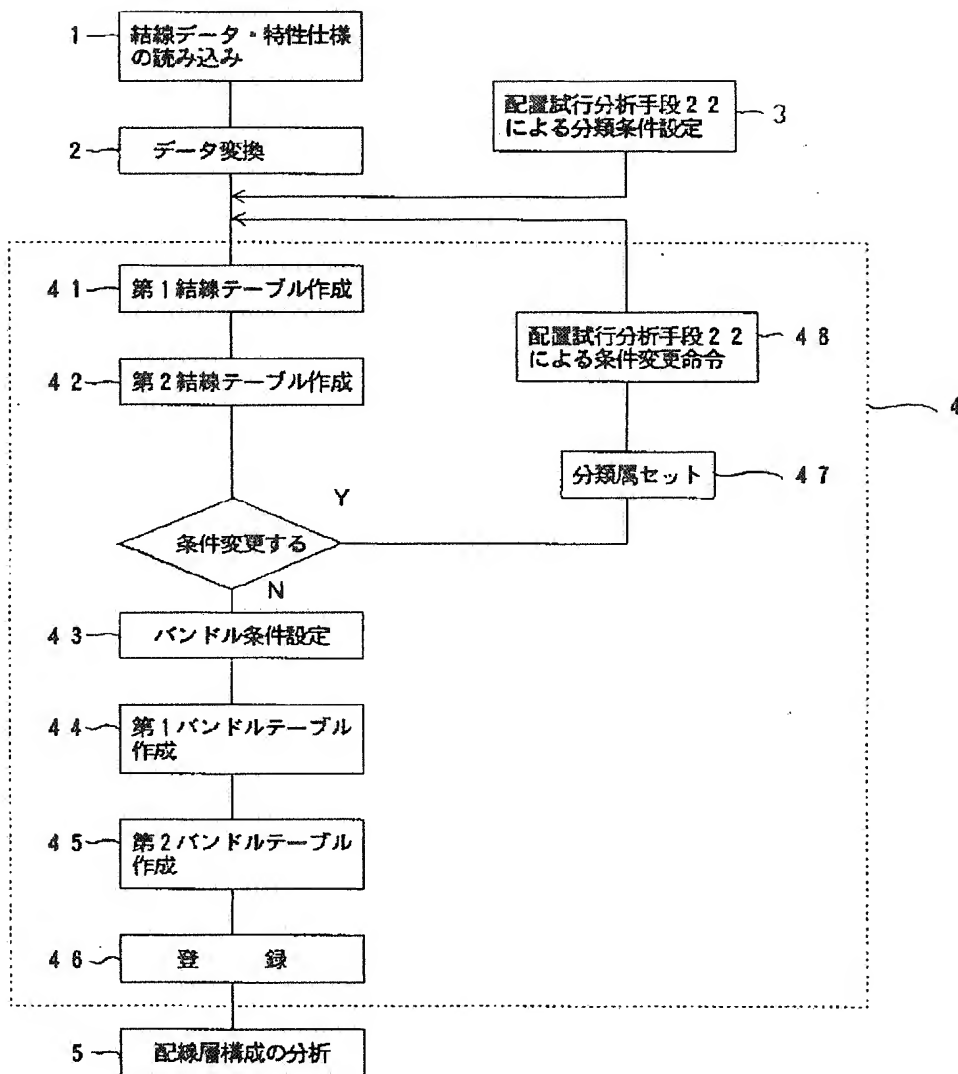 1
結線データ・特性仕様
の読み込み
配置試行分析手段22
による分類条件設定
3
2
データ変換
41
第1結線テーブル作成
配置試行分析手段22
による条件変更命令
48
42
第2結線テーブル作成
4
分類属セット
47
Y
条件変更する
N
43
バンドル条件設定
44
第1バンドルテーブル
作成
45
第2バンドルテーブル
作成
46
登 録
5
配線層構成の分析